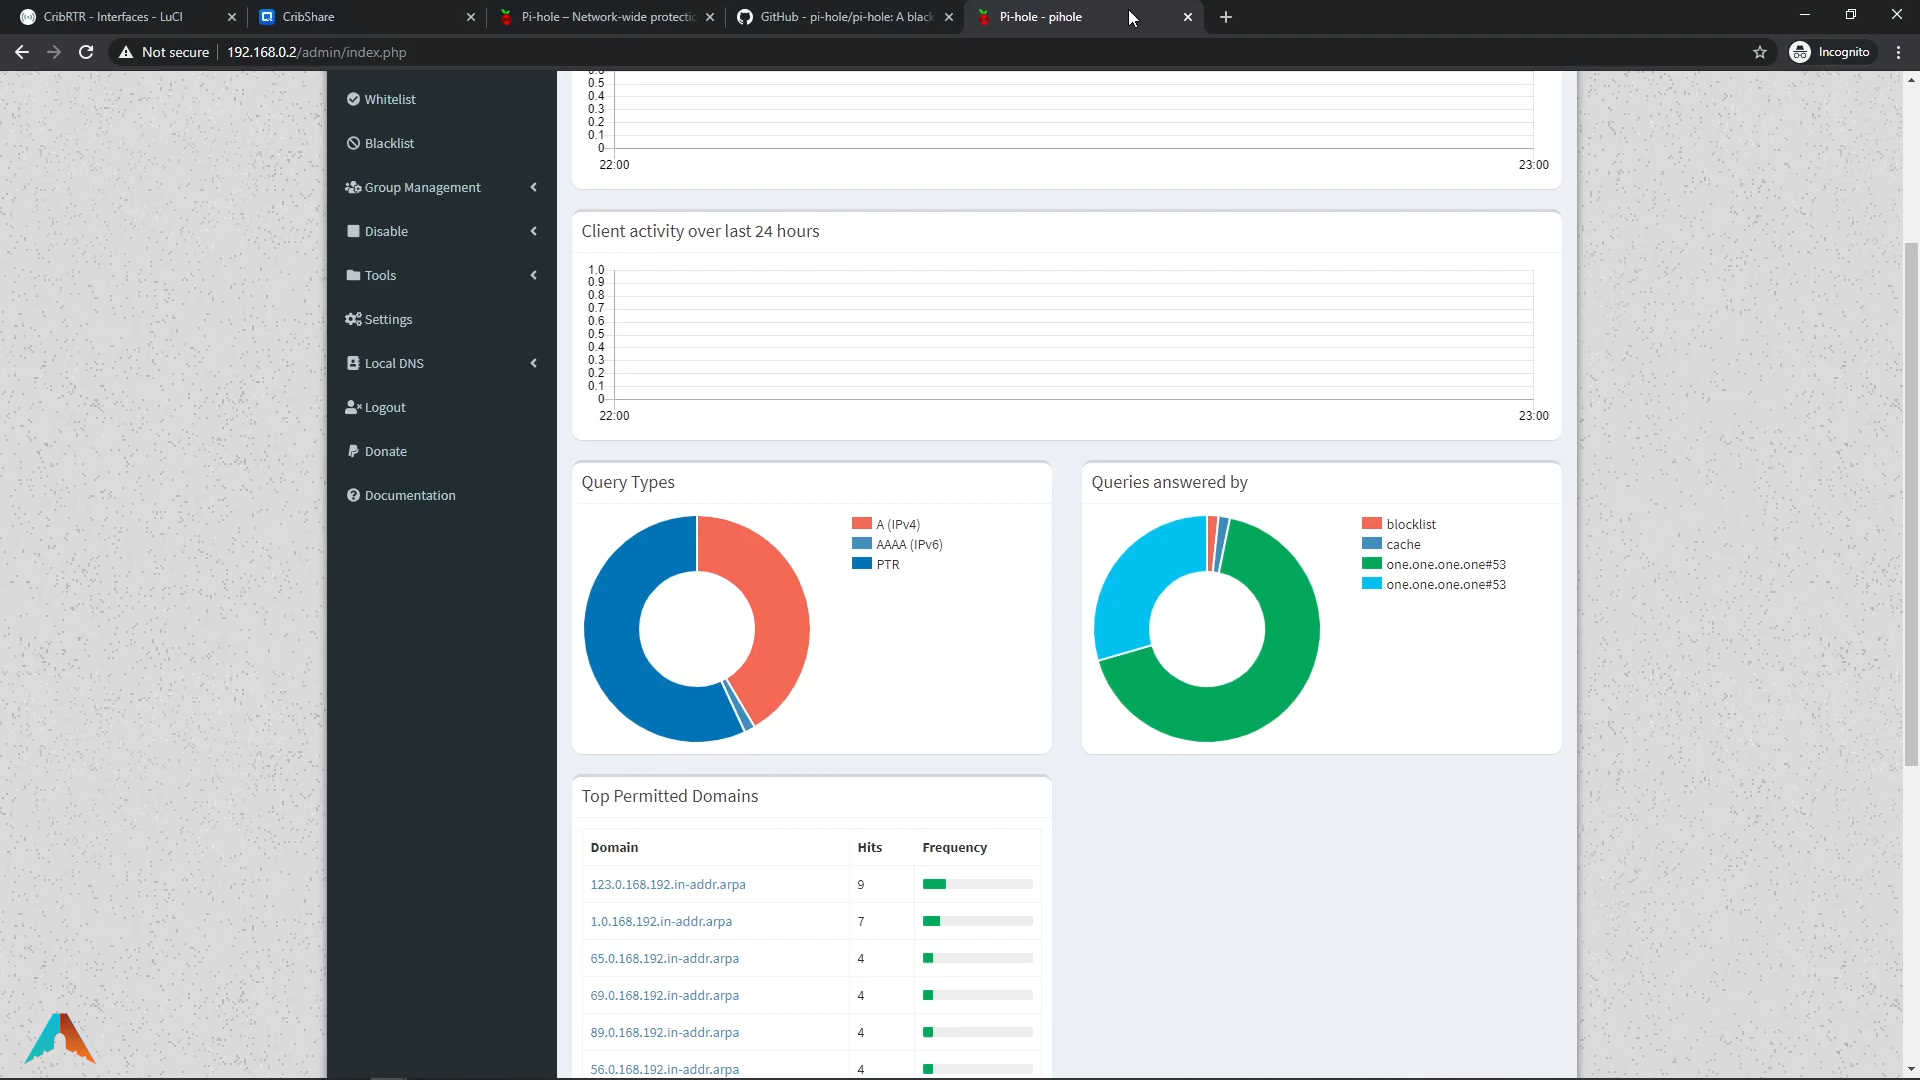 CribRTR - Interfaces - LuCI
CribShare
Pi-hole – Network-wide protectio
GitHub - pi-hole/pi-hole: A black
Pi-hole - pihole
Not secure
192.168.0.2/admin/index.php
Incognito
Whitelist
Blacklist
Group Management
Disable
Tools
Settings
Local DNS
Logout
Donate
Documentation
0.5
0.4
0.3
0.2
0.1
0
22:00
23:00
Client activity over last 24 hours
1.0
0.9
0.8
0.7
0.6
0.5
0.4
0.3
0.2
0.1
0
22:00
23:00
Query Types
A (IPv4)
AAAA (IPv6)
PTR
Queries answered by
blocklist
cache
one.one.one.one#53
one.one.one.one#53
Top Permitted Domains
Domain Hits Frequency
123.0.168.192.in-addr.arpa 9
1.0.168.192.in-addr.arpa 7
65.0.168.192.in-addr.arpa 4
69.0.168.192.in-addr.arpa 4
89.0.168.192.in-addr.arpa 4
56.0.168.192.in-addr.arpa 4